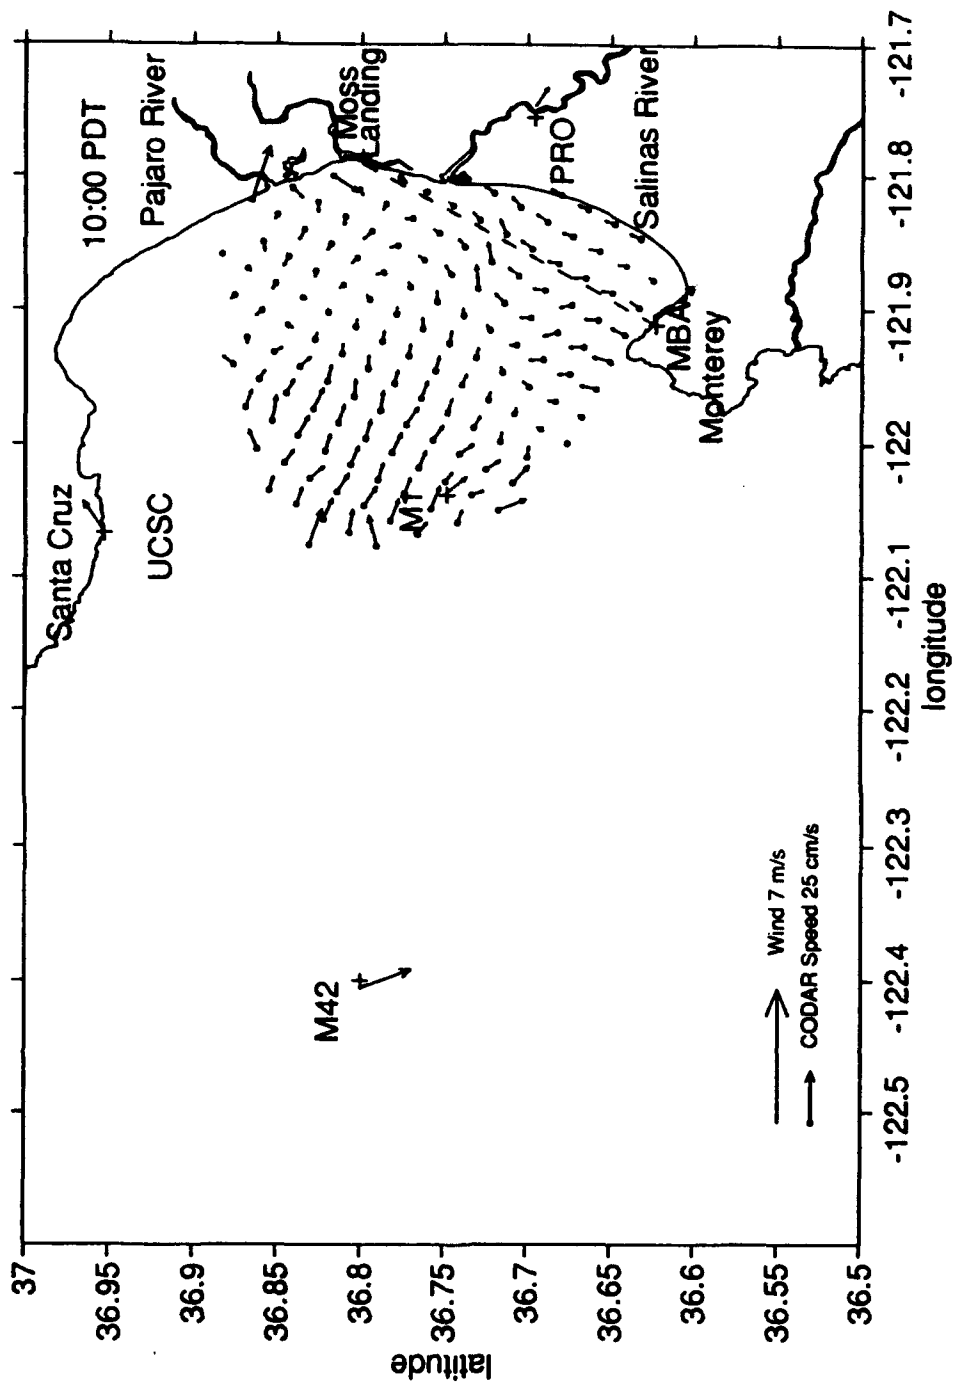 10:00 PDT
Santa Cruz
Pajaro River
UCSC
Moss
Landing
M42
M1
PRO
Salinas River
MBA
Monterey
Wind 7 m/s
CODAR Speed 25 cm/s
latitude
37
36.95
36.9
36.85
36.8
36.75
36.7
36.65
36.6
36.55
36.5
-122.5
-122.4
-122.3
-122.2
-122.1
-122
-121.9
-121.8
-121.7
longitude